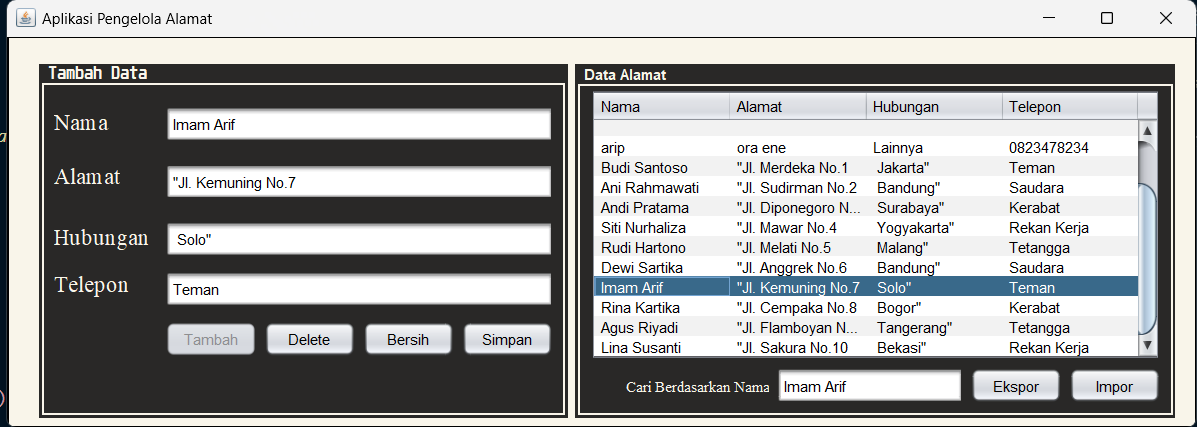 Aplikasi Pengelola Alamat
Tambah Data
Nama Imam Arif
Alamat "Jl. Kemuning No.7
Hubungan Solo"
Telepon Teman
Tambah Delete Bersih Simpan
Data Alamat
Nama Alamat Hubungan Telepon
arip ora ene Lainnya 0823478234
Budi Santoso "Jl. Merdeka No.1 Jakarta" Teman
Ani Rahmawati "Jl. Sudirman No.2 Bandung" Saudara
Andi Pratama "Jl. Diponegoro N... Surabaya" Kerabat
Siti Nurhaliza "Jl. Mawar No.4 Yogyakarta" Rekan Kerja
Rudi Hartono "Jl. Melati No.5 Malang" Tetangga
Dewi Sartika "Jl. Anggrek No.6 Bandung" Saudara
Imam Arif "Jl. Kemuning No.7 Solo" Teman
Rina Kartika "Jl. Cempaka No.8 Bogor" Kerabat
Agus Riyadi "Jl. Flamboyan N... Tangerang" Tetangga
Lina Susanti "Jl. Sakura No.10 Bekasi" Rekan Kerja
Cari Berdasarkan Nama Imam Arif Ekspor Impor